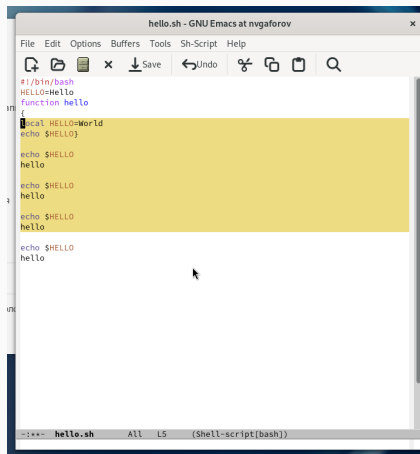 hello.sh - GNU Emacs at nvgaforov
File Edit Options Buffers Tools Sh-Script Help
Save Undo
#!/bin/bash
HELLO=Hello
function hello
{
local HELLO=World
echo $HELLO}
echo $HELLO
hello
echo $HELLO
hello
echo $HELLO
hello
echo $HELLO
hello
-:**- hello.sh All L5 (Shell-script[bash])